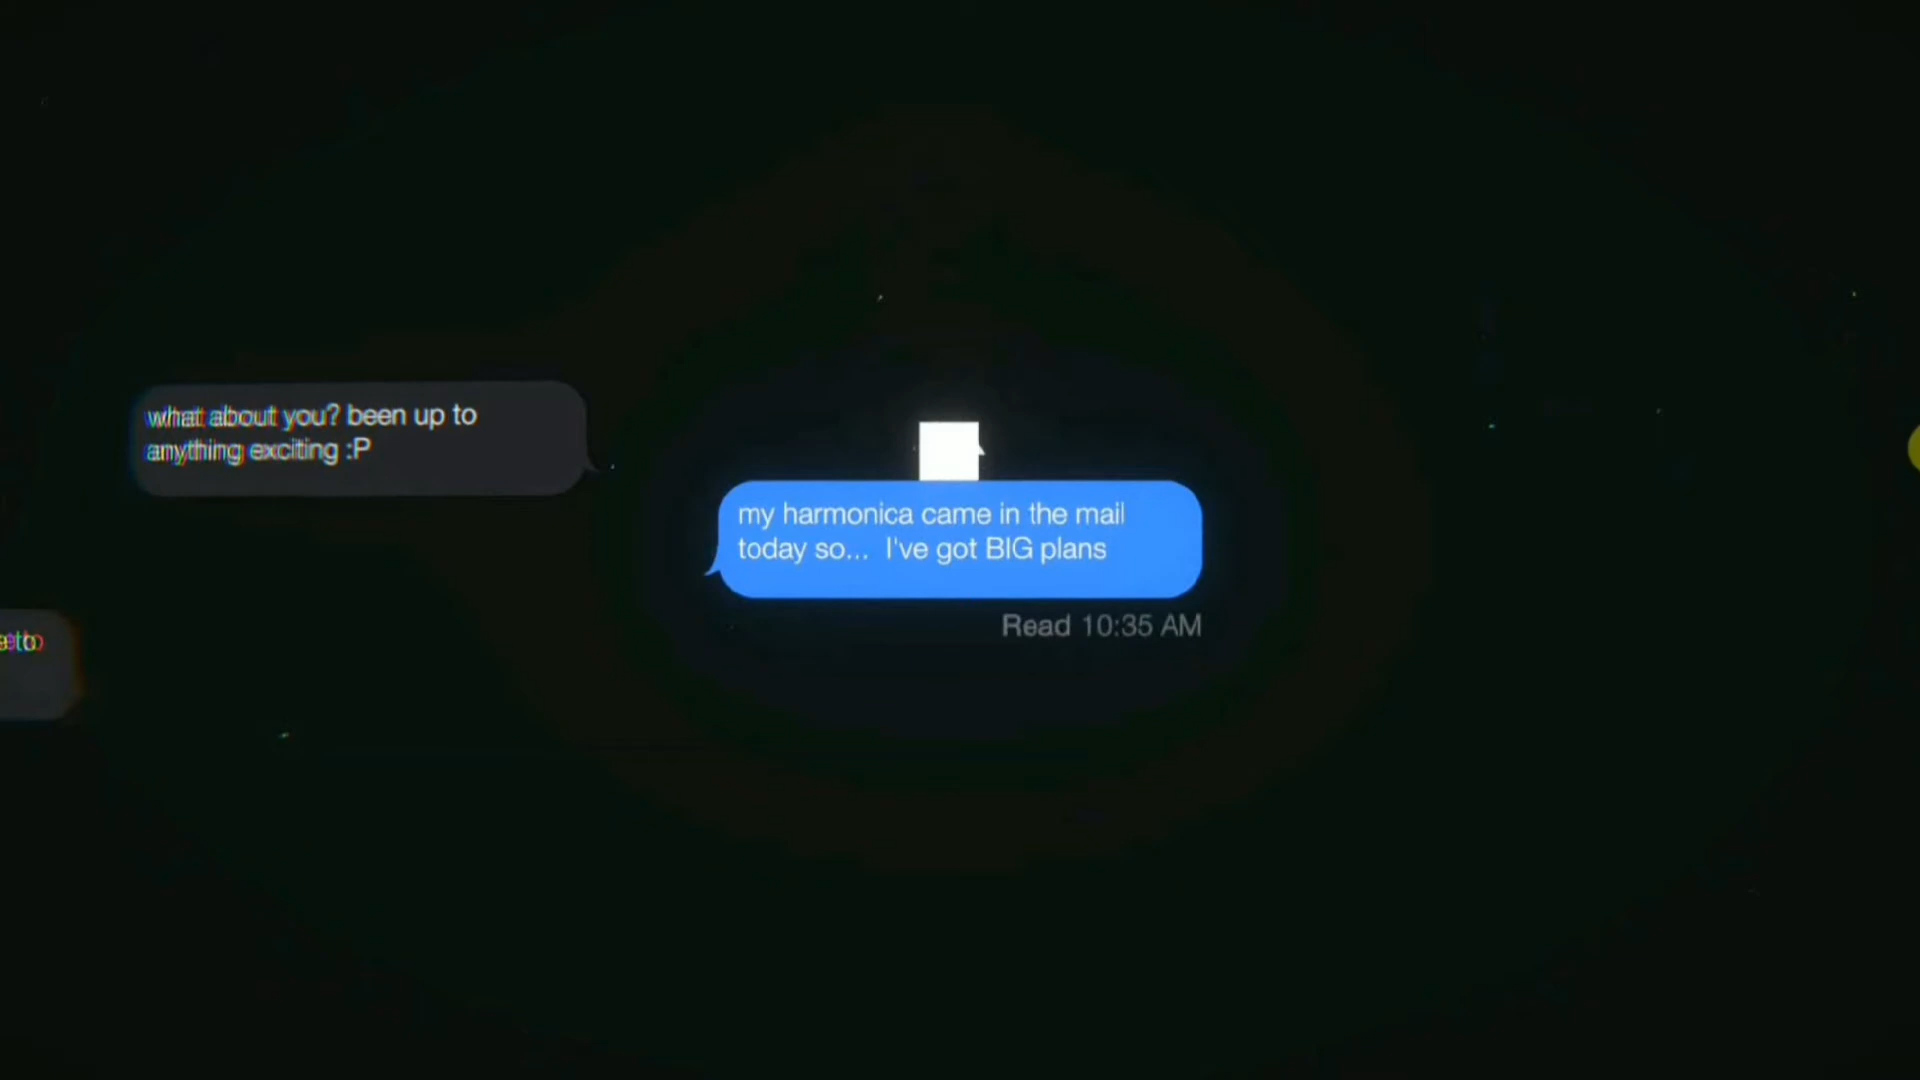 what about you? been up to
anything exciting :P
my harmonica came in the mail
today so... I've got BIG plans
Read 10:35 AM